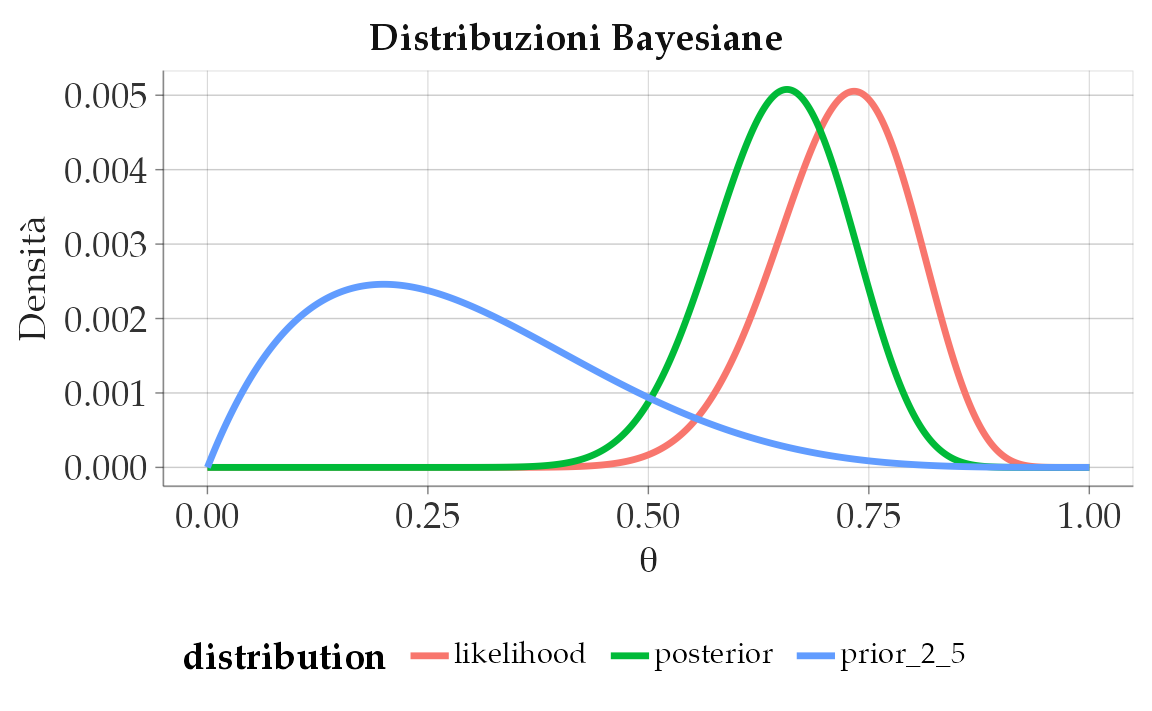 Distribuzioni Bayesiane
Densità
0.005
0.004
0.003
0.002
0.001
0.000
0.00 0.25 0.50 0.75 1.00
θ
distribution likelihood posterior prior_2_5